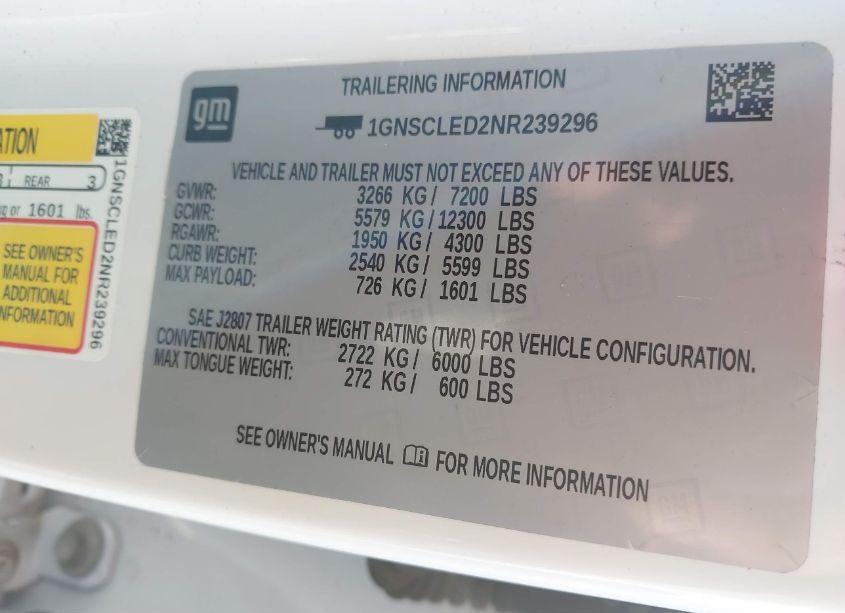 gm
TRAILERING INFORMATION
1GNSCLED2NR239296
VEHICLE AND TRAILER MUST NOT EXCEED ANY OF THESE VALUES.
GVWR: 3266 KG/ 7200 LBS
GCWR: 5579 KG/12300 LBS
RGAWR: 1950 KG/ 4300 LBS
CURB WEIGHT: 2540 KG/ 5599 LBS
MAX PAYLOAD: 726 KG/ 1601 LBS
SAE J2807 TRAILER WEIGHT RATING (TWR) FOR VEHICLE CONFIGURATION.
CONVENTIONAL TWR: 2722 KG/ 6000 LBS
MAX TONGUE WEIGHT: 272 KG/ 600 LBS
SEE OWNER'S MANUAL FOR MORE INFORMATION
ATION
REAR 3
or 1601 lbs.
SEE OWNER'S
MANUAL FOR
ADDITIONAL
NFORMATION
1GNSCLED2NR239296